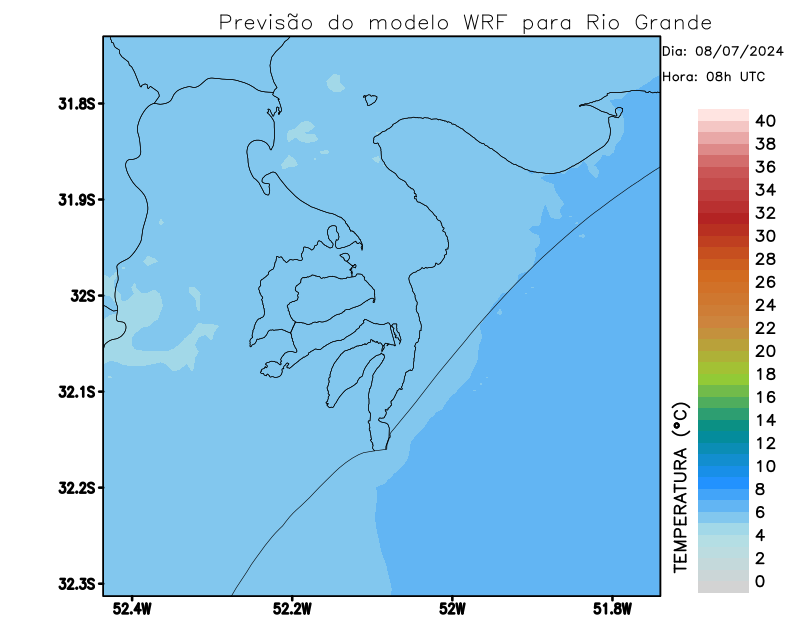 Previsão do modelo WRF para Rio Grande
Dia: 08/07/2024
Hora: 08h UTC
31.8S
31.9S
32S
32.1S
32.2S
32.3S
52.4W
52.2W
52W
51.8W
TEMPERATURA (°C)
40
38
36
34
32
30
28
26
24
22
20
18
16
14
12
10
8
6
4
2
0